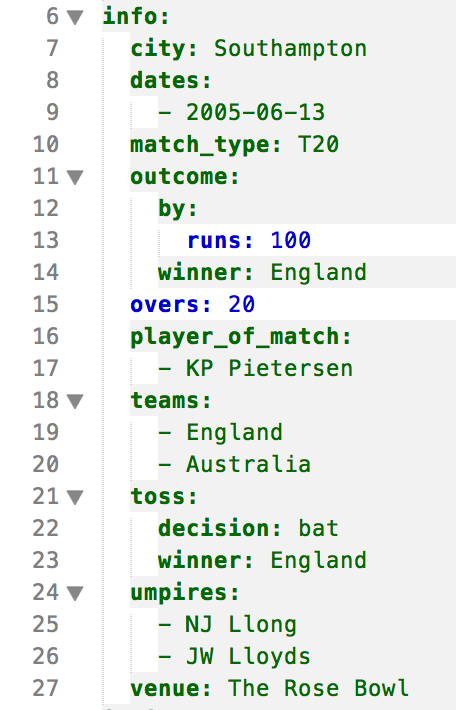 6 info:
7 city: Southampton
8 dates:
9 - 2005-06-13
10 match_type: T20
11 outcome:
12 by:
13 runs: 100
14 winner: England
15 overs: 20
16 player_of_match:
17 - KP Pietersen
18 teams:
19 - England
20 - Australia
21 toss:
22 decision: bat
23 winner: England
24 umpires:
25 - NJ Llong
26 - JW Lloyds
27 venue: The Rose Bowl